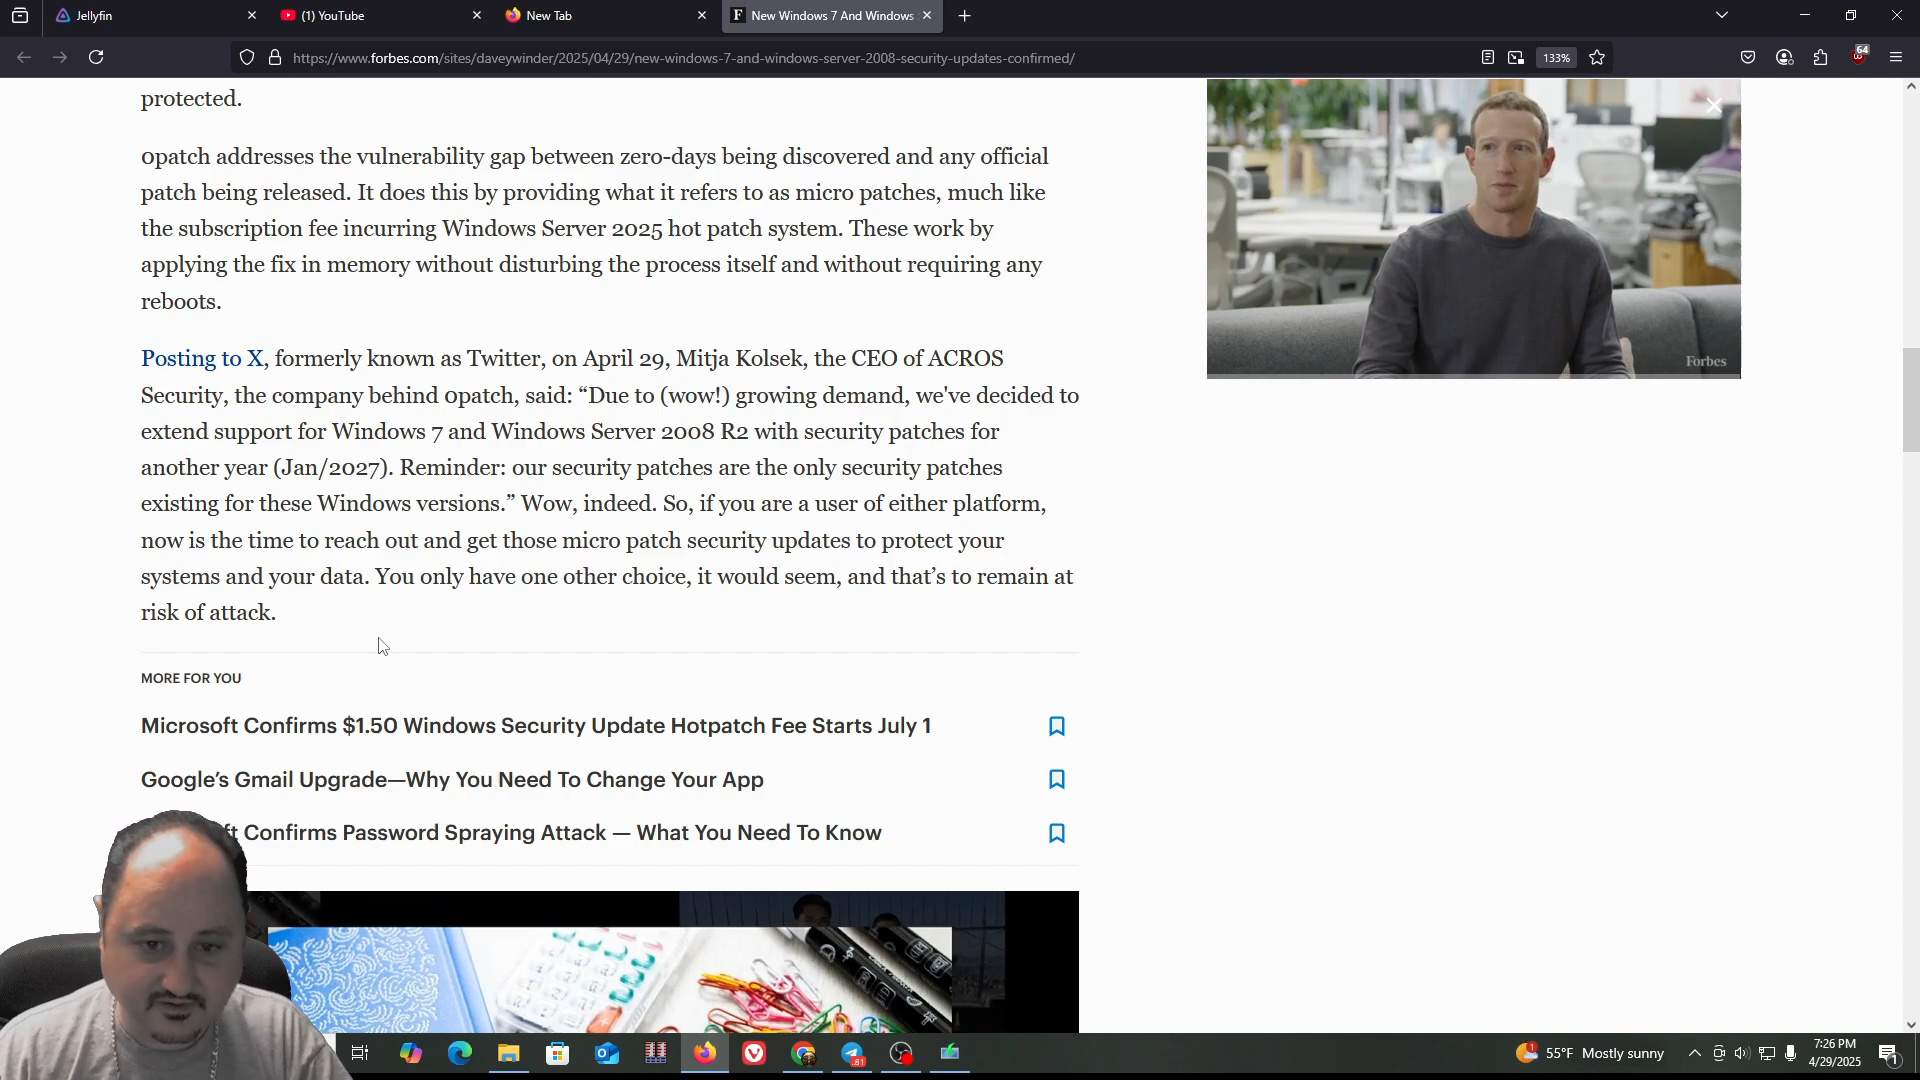 Jellyfin
(1) YouTube
New Tab
New Windows 7 And Windows
https://www.forbes.com/sites/daveywinder/2025/04/29/new-windows-7-and-windows-server-2008-security-updates-confirmed/
133%
64
protected.
0patch addresses the vulnerability gap between zero-days being discovered and any official
patch being released. It does this by providing what it refers to as micro patches, much like
the subscription fee incurring Windows Server 2025 hot patch system. These work by
applying the fix in memory without disturbing the process itself and without requiring any
reboots.
Posting to X, formerly known as Twitter, on April 29, Mitja Kolsek, the CEO of ACROS
Security, the company behind 0patch, said: “Due to (wow!) growing demand, we've decided to
extend support for Windows 7 and Windows Server 2008 R2 with security patches for
another year (Jan/2027). Reminder: our security patches are the only security patches
existing for these Windows versions.” Wow, indeed. So, if you are a user of either platform,
now is the time to reach out and get those micro patch security updates to protect your
systems and your data. You only have one other choice, it would seem, and that’s to remain at
risk of attack.
Forbes
MORE FOR YOU
Microsoft Confirms $1.50 Windows Security Update Hotpatch Fee Starts July 1
Google’s Gmail Upgrade—Why You Need To Change Your App
ft Confirms Password Spraying Attack — What You Need To Know
81
1
55°F Mostly sunny
7:26 PM
4/29/2025
1